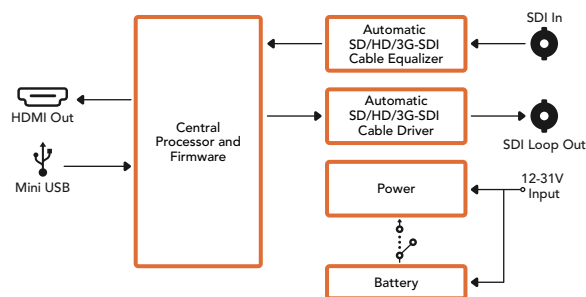 SDI In
Automatic
SD/HD/3G-SDI
Cable Equalizer
HDMI Out
Central
Processor and
Firmware
Automatic
SD/HD/3G-SDI
Cable Driver
SDI Loop Out
Mini USB
Power
12-31V
Input
Battery